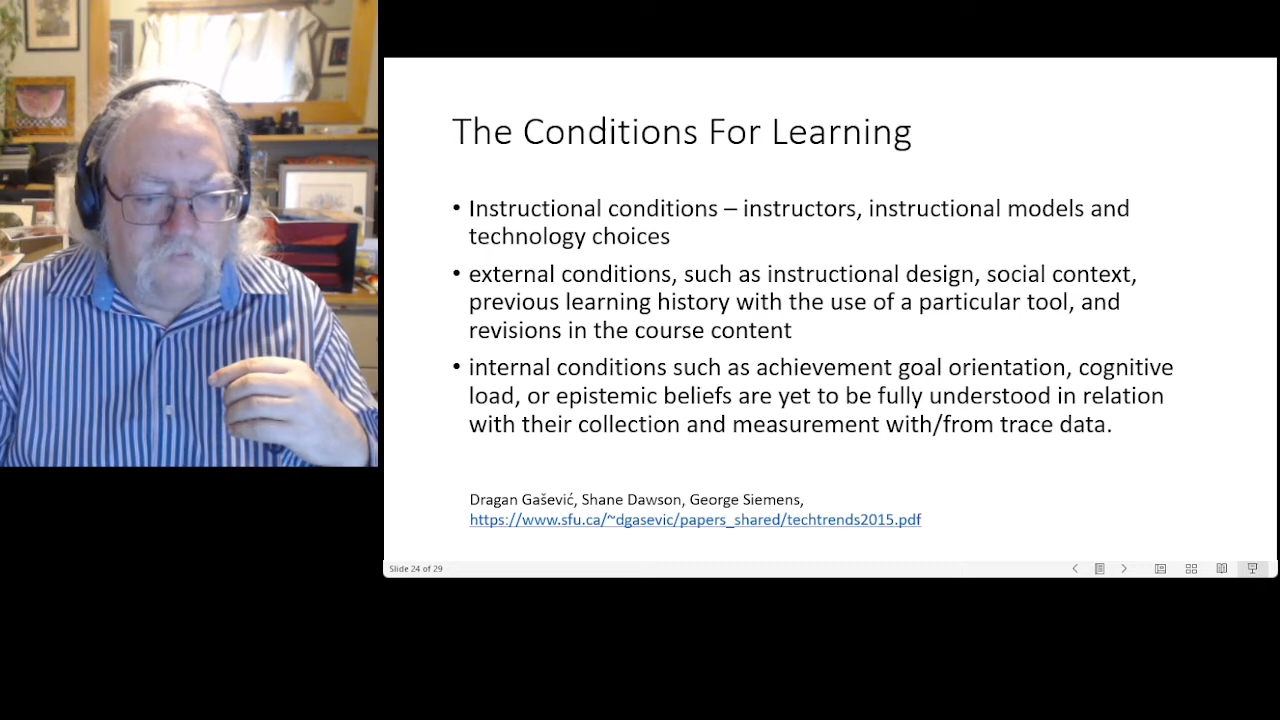 The Conditions For Learning
• Instructional conditions – instructors, instructional models and
technology choices
• external conditions, such as instructional design, social context,
previous learning history with the use of a particular tool, and
revisions in the course content
• internal conditions such as achievement goal orientation, cognitive
load, or epistemic beliefs are yet to be fully understood in relation
with their collection and measurement with/from trace data.
Dragan Gašević, Shane Dawson, George Siemens,
https://www.sfu.ca/~dgasevic/papers_shared/techtrends2015.pdf
Slide 24 of 29